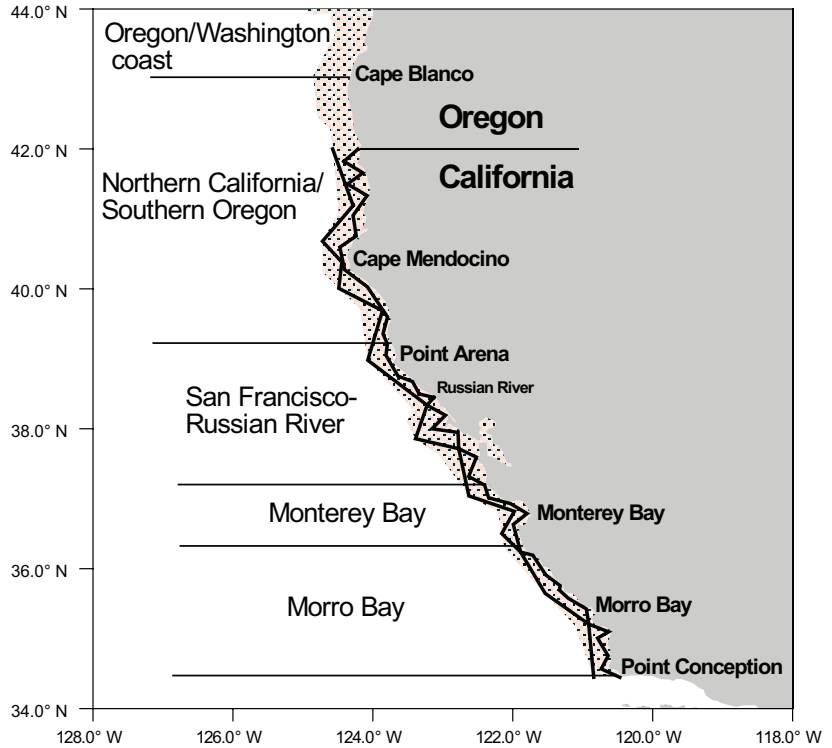 44.0° N
Oregon/Washington
coast
Cape Blanco
Oregon
42.0° N
California
Northern California/
Southern Oregon
Cape Mendocino
40.0° N
Point Arena
Russian River
San Francisco-
Russian River
38.0° N
Monterey Bay
Monterey Bay
36.0° N
Morro Bay
Morro Bay
Point Conception
34.0° N
128.0° W
126.0° W
124.0° W
122.0° W
120.0° W
118.0° W